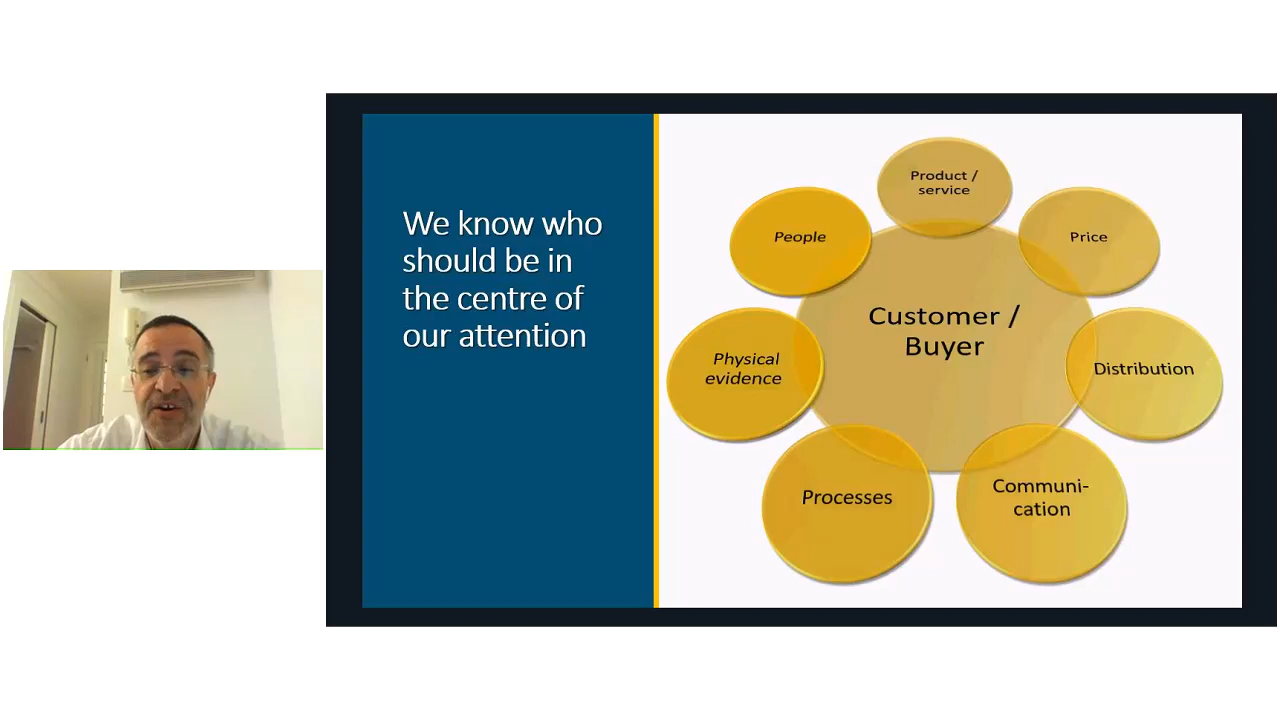 We know who
should be in
the centre of
our attention
Product /
service
Price
Distribution
Communi-
cation
Processes
Physical
evidence
People
Customer /
Buyer